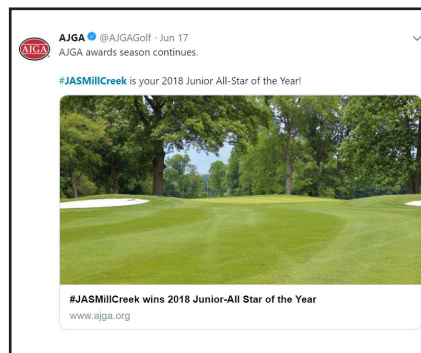 AJGA @AJGAGolf · Jun 17
AJGA
AJGA awards season continues.
#JASMillCreek is your 2018 Junior All-Star of the Year!
#JASMillCreek wins 2018 Junior-All Star of the Year
www.ajga.org